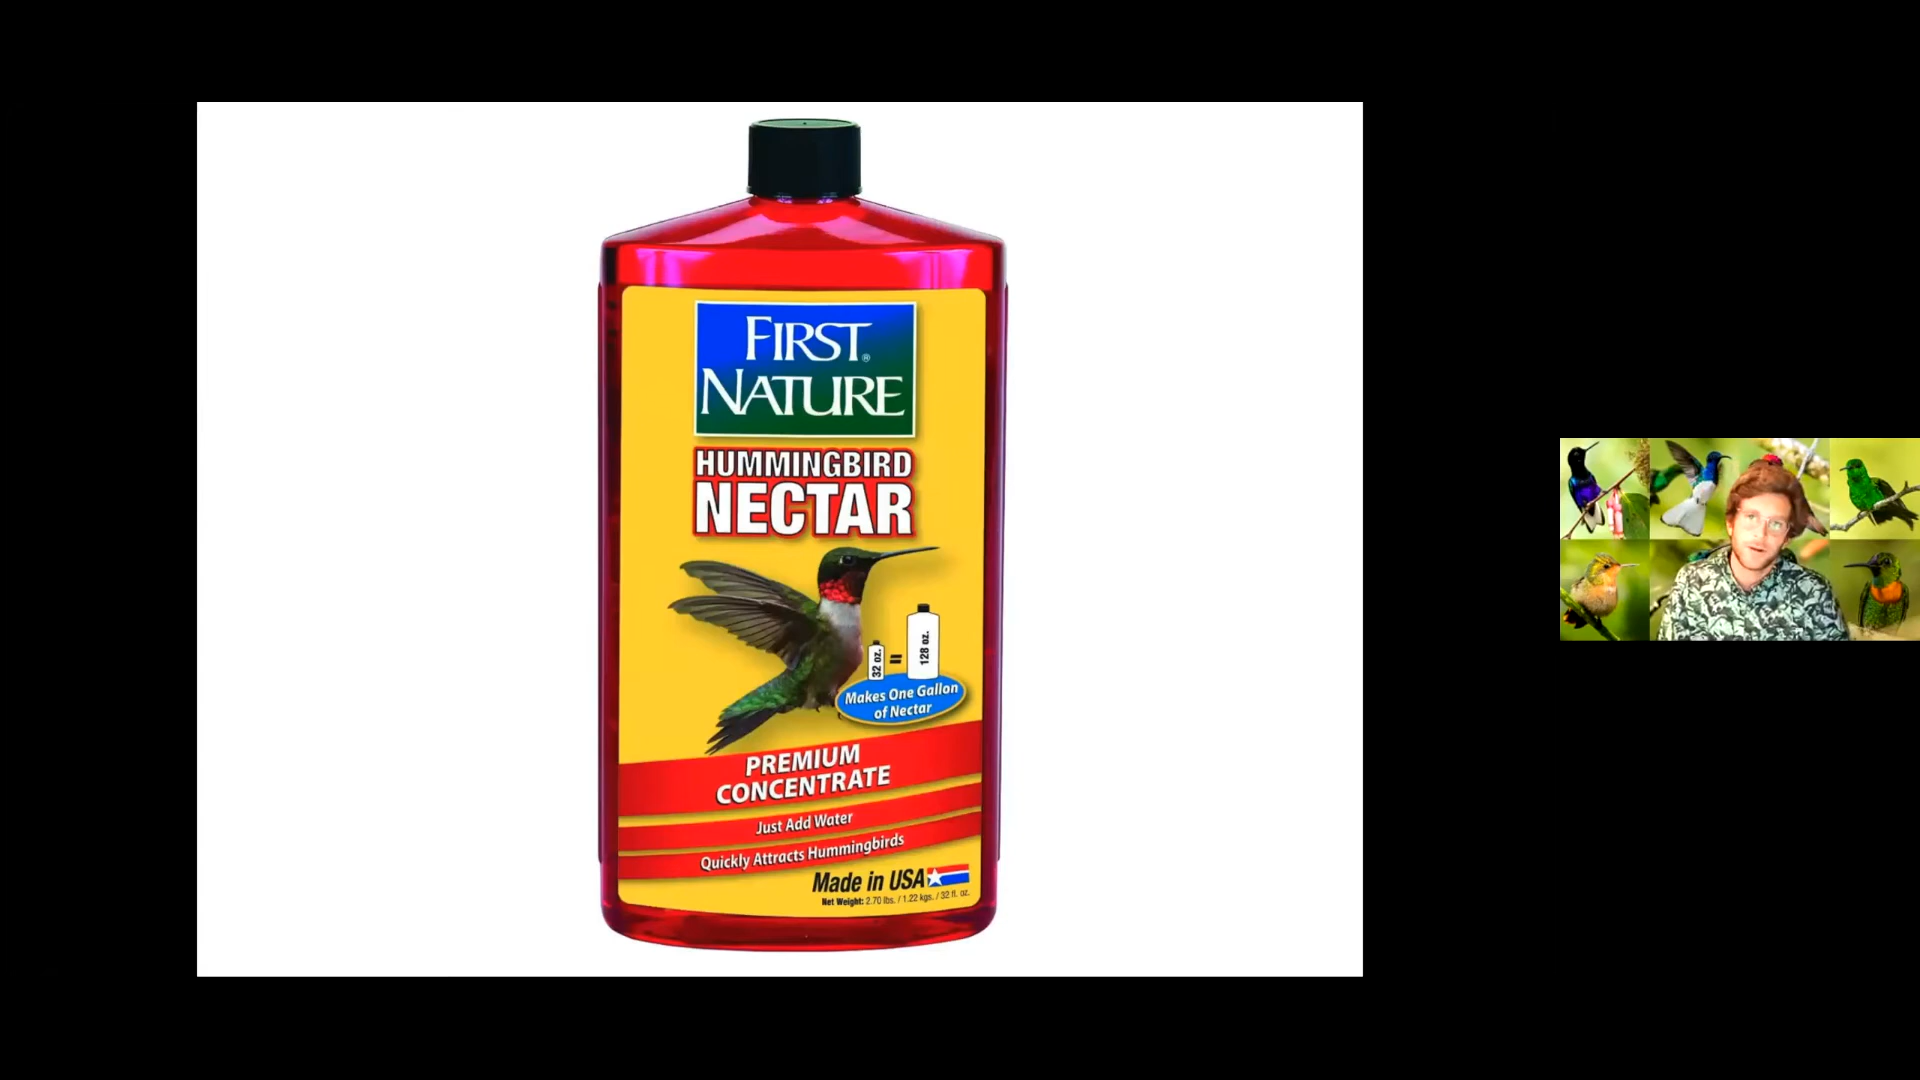 FIRST®
NATURE
HUMMINGBIRD
NECTAR
32 oz. = 128 oz.
Makes One Gallon
of Nectar
PREMIUM
CONCENTRATE
Just Add Water
Quickly Attracts Hummingbirds
Made in USA
Net Weight: 2.70 lbs. / 1.22 kgs. / 32 fl. oz.